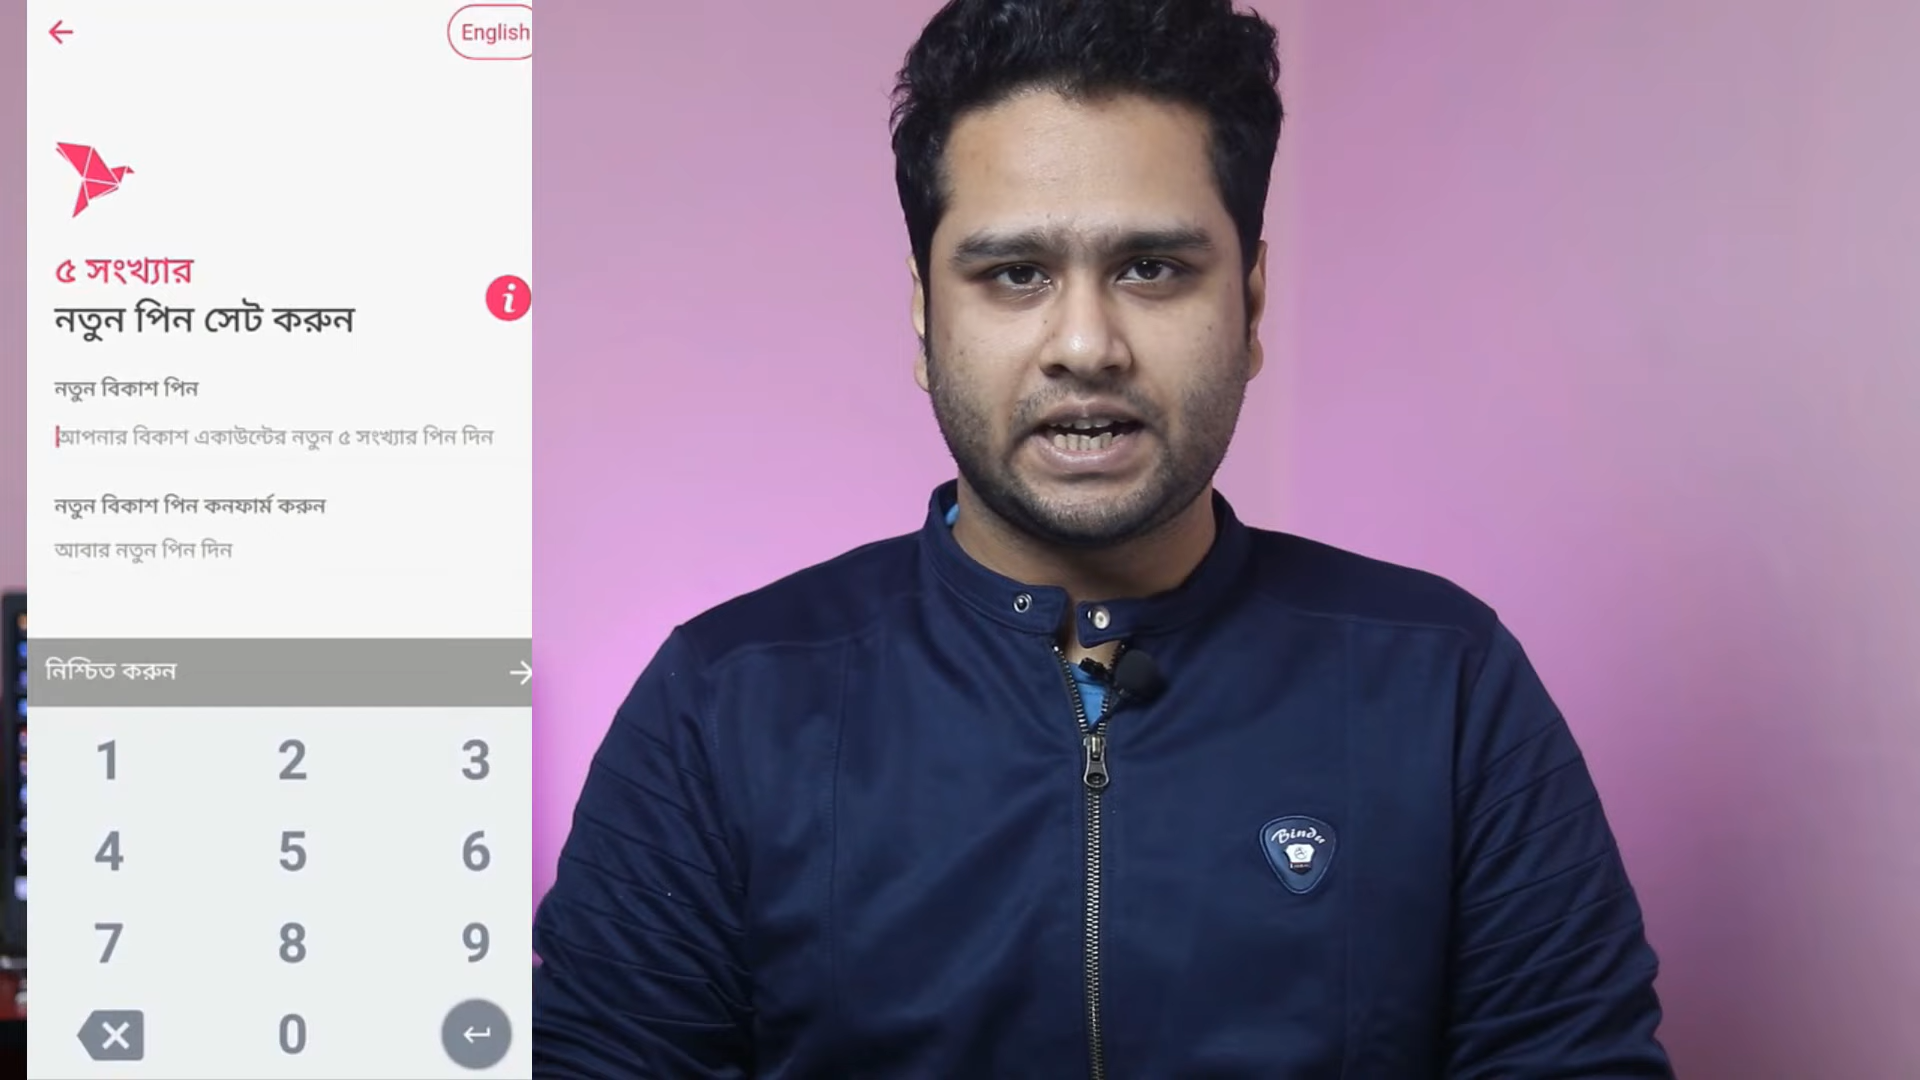 English
৫ সংখ্যার
নতুন পিন সেট করুন
নতুন বিকাশ পিন
আপনার বিকাশ একাউন্টের নতুন ৫ সংখ্যার পিন দিন
নতুন বিকাশ পিন কনফার্ম করুন
আবার নতুন পিন দিন
নিশ্চিত করুন
1 2 3
4 5 6
7 8 9
0
Bindu